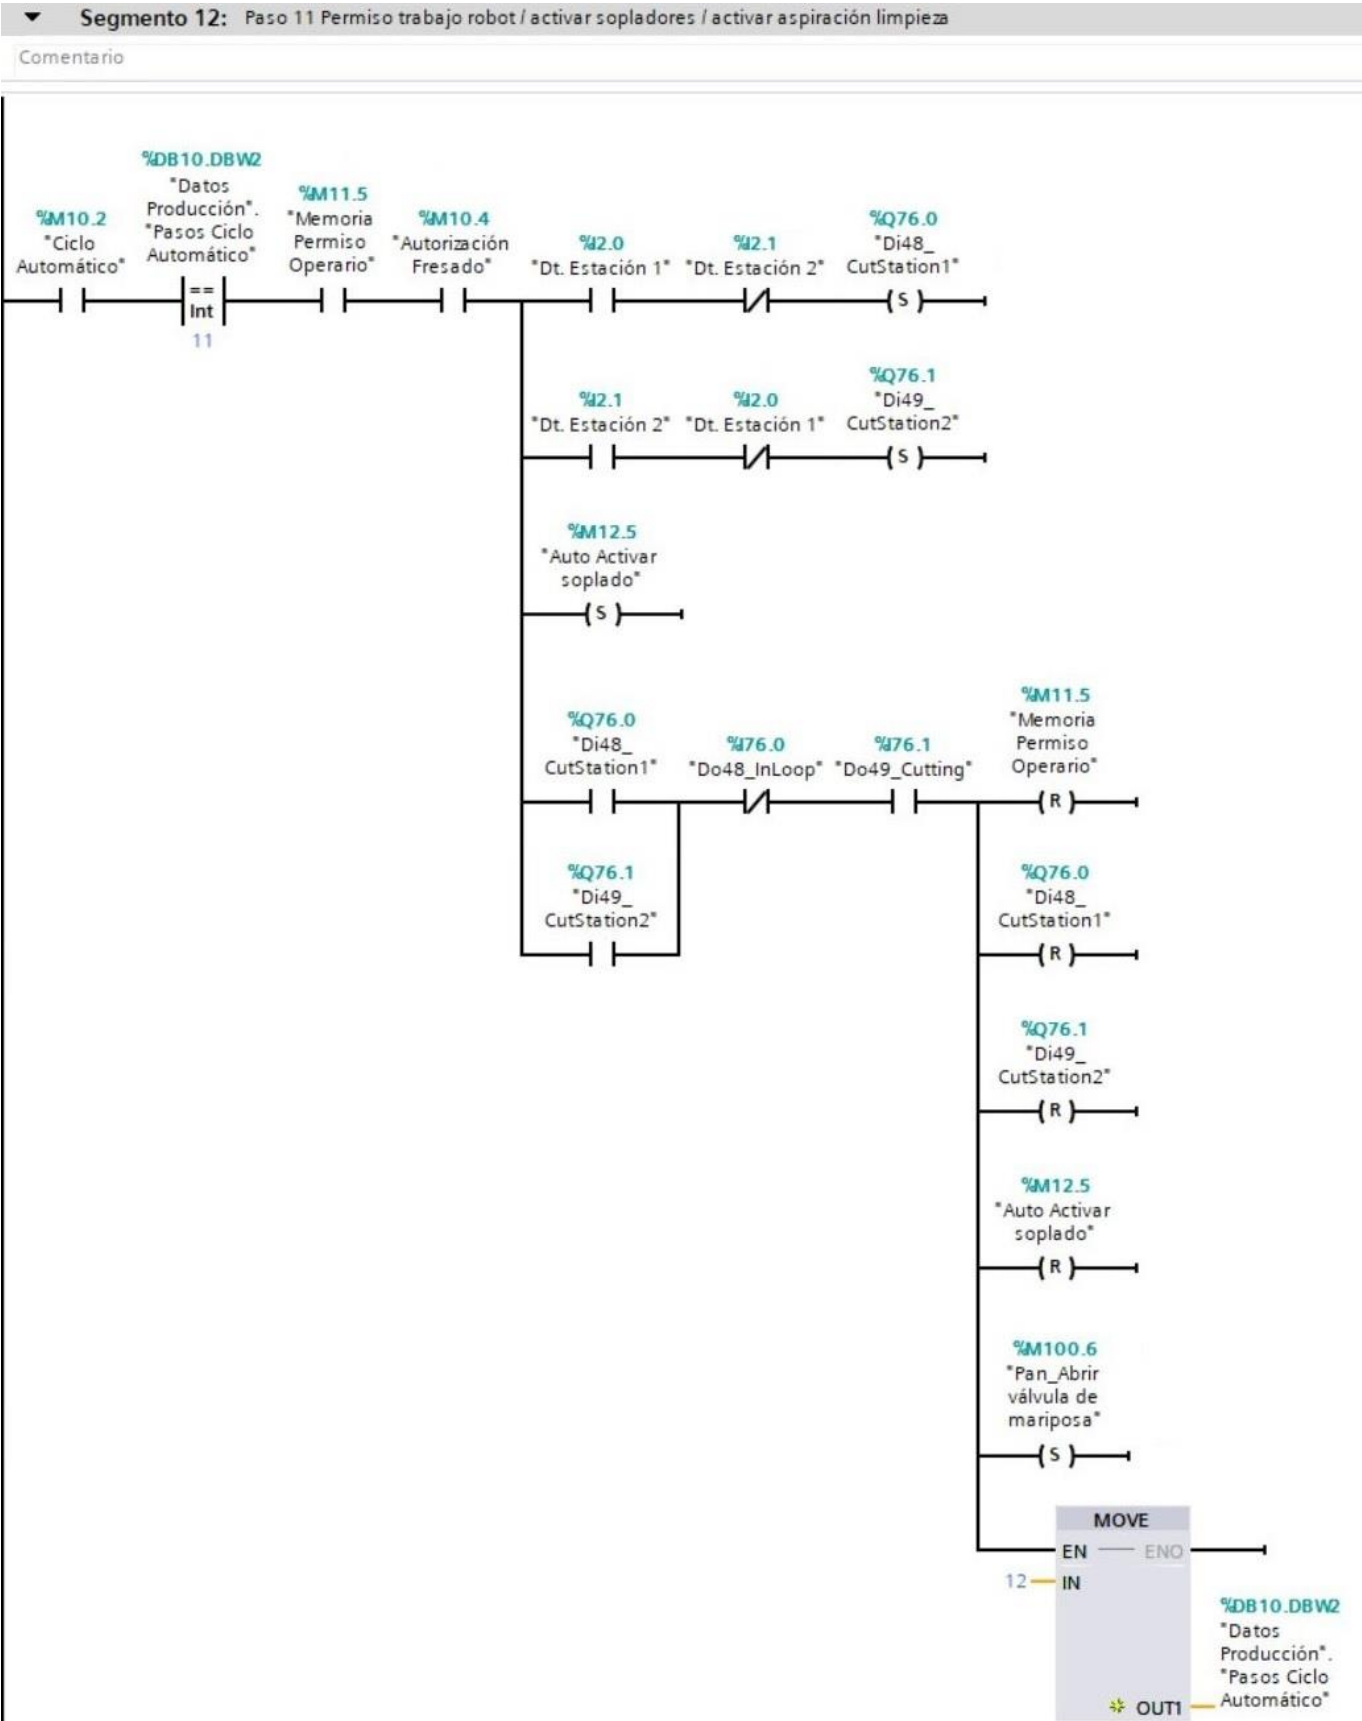 Segmento 12: Paso 11 Permiso trabajo robot / activar sopladores / activar aspiración limpieza
Comentario
%M10.2
"Ciclo
Automático"
%DB10.DBW2
"Datos
Producción".
"Pasos Ciclo
Automático"
==
Int
11
%M11.5
"Memoria
Permiso
Operario"
%M10.4
"Autorización
Fresado"
%I2.0
"Dt. Estación 1"
%I2.1
"Dt. Estación 2"
%Q76.0
"Di48_
CutStation1"
S
%I2.1
"Dt. Estación 2"
%I2.0
"Dt. Estación 1"
%Q76.1
"Di49_
CutStation2"
S
%M12.5
"Auto Activar
soplado"
S
%Q76.0
"Di48_
CutStation1"
%I76.0
"Do48_InLoop"
%I76.1
"Do49_Cutting"
%M11.5
"Memoria
Permiso
Operario"
R
%Q76.1
"Di49_
CutStation2"
%Q76.0
"Di48_
CutStation1"
R
%Q76.1
"Di49_
CutStation2"
R
%M12.5
"Auto Activar
soplado"
R
%M100.6
"Pan_Abrir
válvula de
mariposa"
S
MOVE
EN ENO
12 IN
OUT1
%DB10.DBW2
"Datos
Producción".
"Pasos Ciclo
Automático"